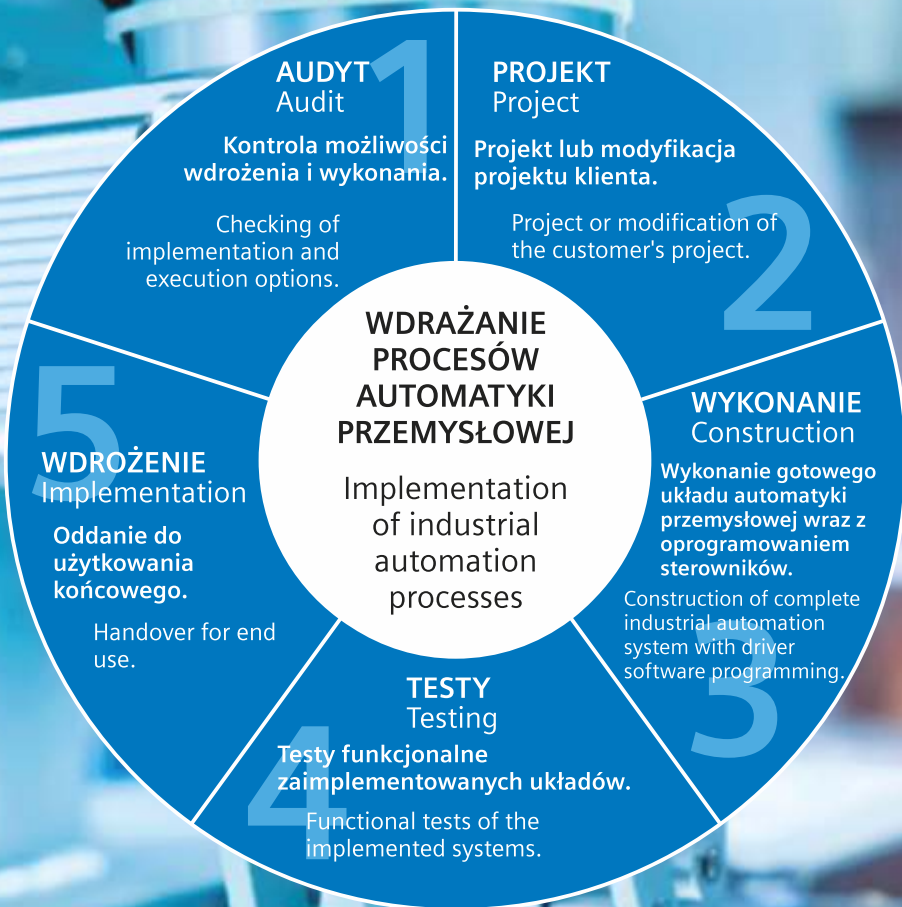 WDRAŻANIE
PROCESÓW
AUTOMATYKI
PRZEMYSŁOWEJ
Implementation
of industrial
automation
processes
1
AUDYT
Audit
Kontrola możliwości
wdrożenia i wykonania.
Checking of
implementation and
execution options.
2
PROJEKT
Project
Projekt lub modyfikacja
projektu klienta.
Project or modification of
the customer's project.
3
WYKONANIE
Construction
Wykonanie gotowego
układu automatyki
przemysłowej wraz z
oprogramowaniem
sterowników.
Construction of complete
industrial automation
system with driver
software programming.
4
TESTY
Testing
Testy funkcjonalne
zaimplementowanych układów.
Functional tests of the
implemented systems.
5
WDROŻENIE
Implementation
Oddanie do
użytkowania
końcowego.
Handover for end
use.